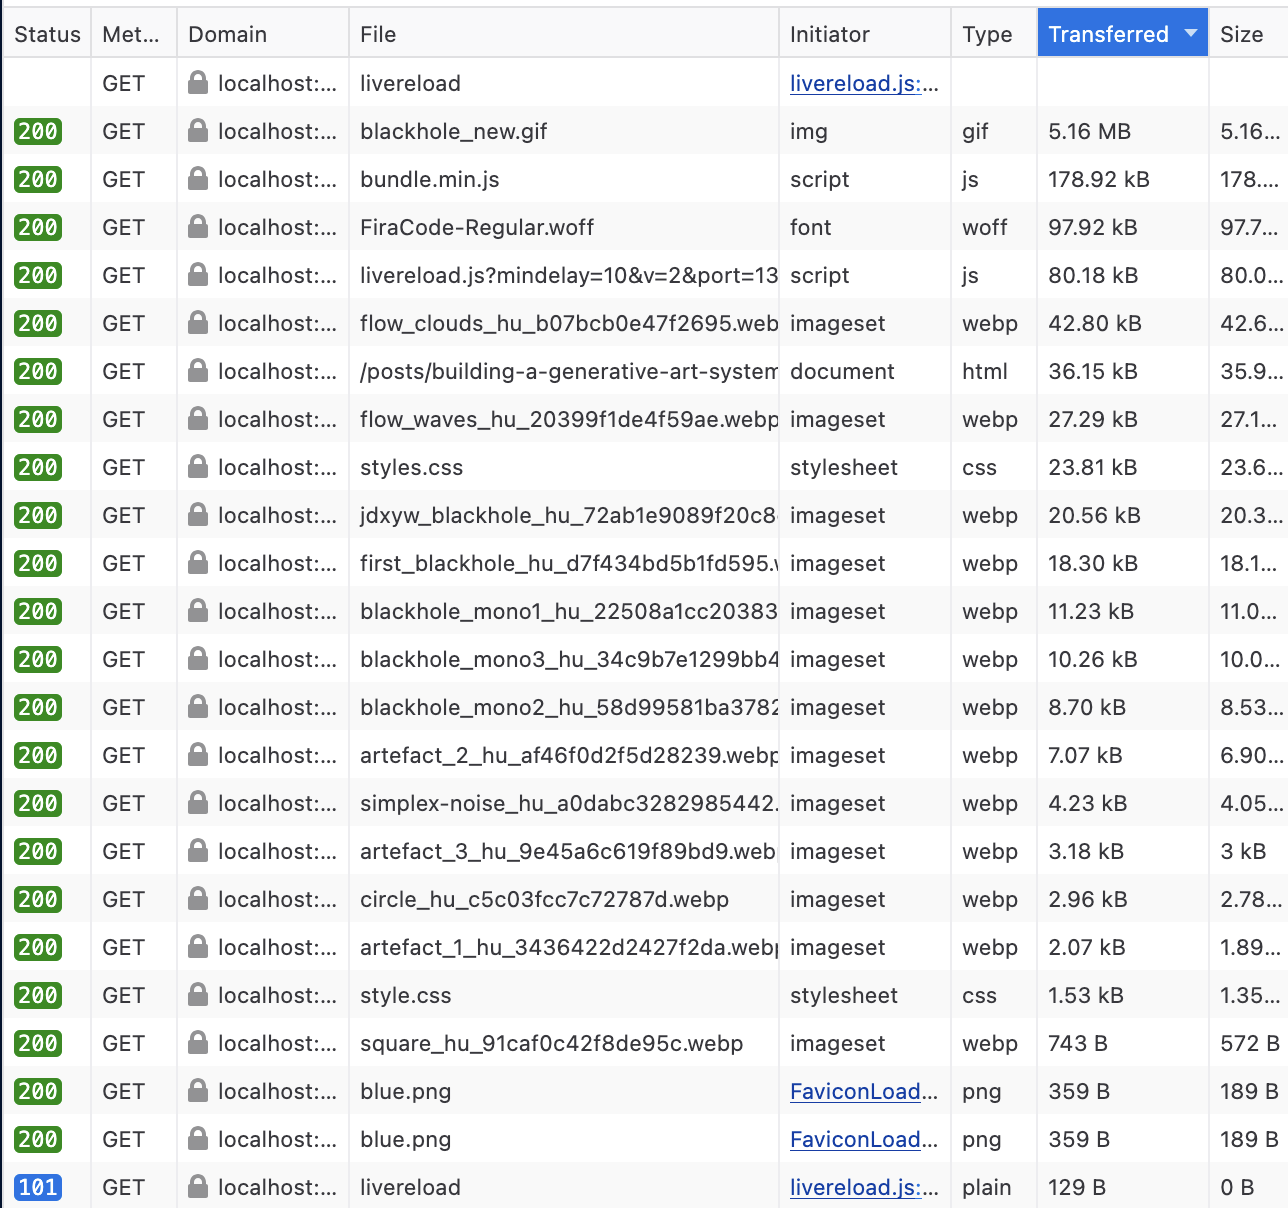 Status Met... Domain File Initiator Type Transferred Size
GET localhost:... livereload livereload.js:...
200 GET localhost:... blackhole_new.gif img gif 5.16 MB 5.16...
200 GET localhost:... bundle.min.js script js 178.92 kB 178....
200 GET localhost:... FiraCode-Regular.woff font woff 97.92 kB 97.7...
200 GET localhost:... livereload.js?mindelay=10&v=2&port=13 script js 80.18 kB 80.0...
200 GET localhost:... flow_clouds_hu_b07bcb0e47f2695.web imageset webp 42.80 kB 42.6...
200 GET localhost:... /posts/building-a-generative-art-system document html 36.15 kB 35.9...
200 GET localhost:... flow_waves_hu_20399f1de4f59ae.webp imageset webp 27.29 kB 27.1...
200 GET localhost:... styles.css stylesheet css 23.81 kB 23.6...
200 GET localhost:... jdxyw_blackhole_hu_72ab1e9089f20c8 imageset webp 20.56 kB 20.3...
200 GET localhost:... first_blackhole_hu_d7f434bd5b1fd595. imageset webp 18.30 kB 18.1...
200 GET localhost:... blackhole_mono1_hu_22508a1cc20383 imageset webp 11.23 kB 11.0...
200 GET localhost:... blackhole_mono3_hu_34c9b7e1299bb4 imageset webp 10.26 kB 10.0...
200 GET localhost:... blackhole_mono2_hu_58d99581ba3782 imageset webp 8.70 kB 8.53...
200 GET localhost:... artefact_2_hu_af46f0d2f5d28239.webp imageset webp 7.07 kB 6.90...
200 GET localhost:... simplex-noise_hu_a0dabc3282985442. imageset webp 4.23 kB 4.05...
200 GET localhost:... artefact_3_hu_9e45a6c619f89bd9.web imageset webp 3.18 kB 3 kB
200 GET localhost:... circle_hu_c5c03fcc7c72787d.webp imageset webp 2.96 kB 2.78...
200 GET localhost:... artefact_1_hu_3436422d2427f2da.web imageset webp 2.07 kB 1.89...
200 GET localhost:... style.css stylesheet css 1.53 kB 1.35...
200 GET localhost:... square_hu_91caf0c42f8de95c.webp imageset webp 743 B 572 B
200 GET localhost:... blue.png FaviconLoad... png 359 B 189 B
200 GET localhost:... blue.png FaviconLoad... png 359 B 189 B
101 GET localhost:... livereload livereload.js:... plain 129 B 0 B